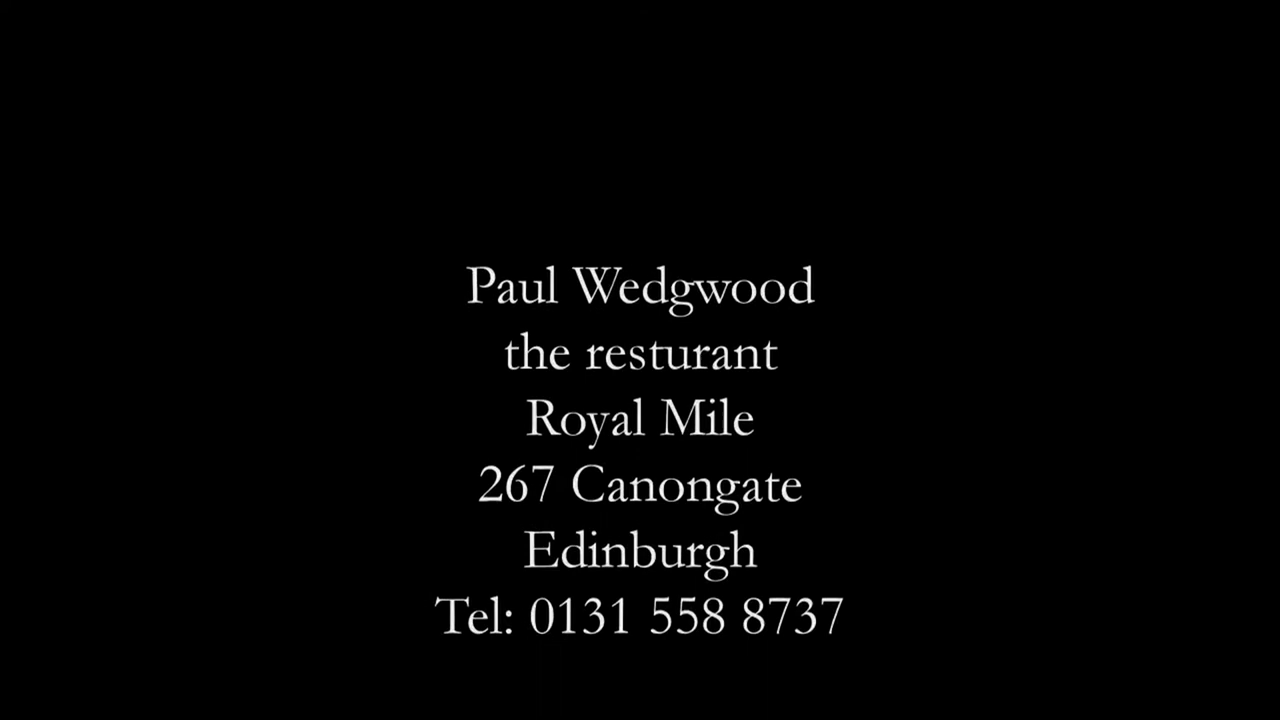 Paul Wedgwood
the resturant
Royal Mile
267 Canongate
Edinburgh
Tel: 0131 558 8737